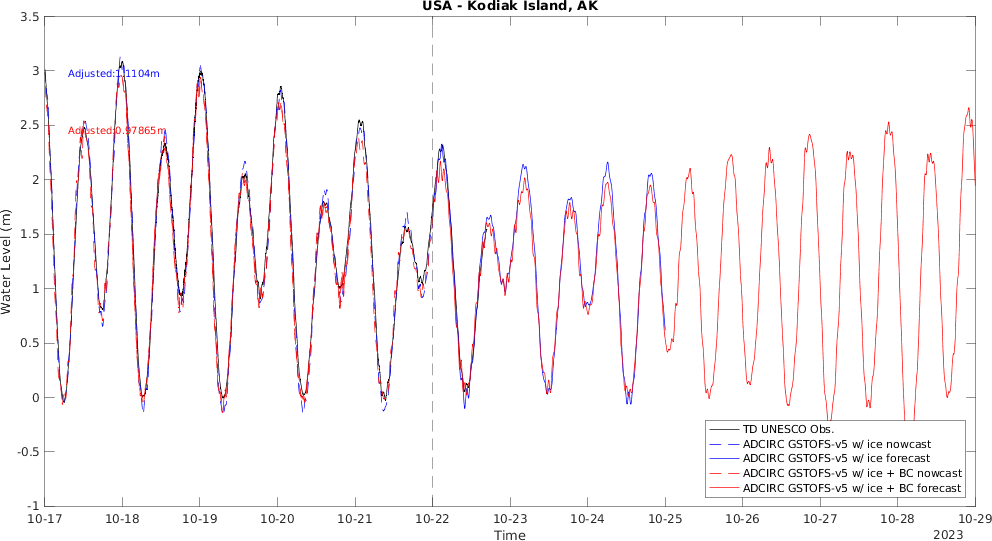 USA - Kodiak Island, AK
3.5
3
2.5
2
1.5
1
0.5
0
-0.5
-1
Water Level (m)
Adjusted:1.1104m
Adjusted:0.97865m
TD UNESCO Obs.
ADCIRC GSTOFS-v5 w/ ice nowcast
ADCIRC GSTOFS-v5 w/ ice forecast
ADCIRC GSTOFS-v5 w/ ice + BC nowcast
ADCIRC GSTOFS-v5 w/ ice + BC forecast
10-17 10-18 10-19 10-20 10-21 10-22 10-23 10-24 10-25 10-26 10-27 10-28 10-29
Time
2023